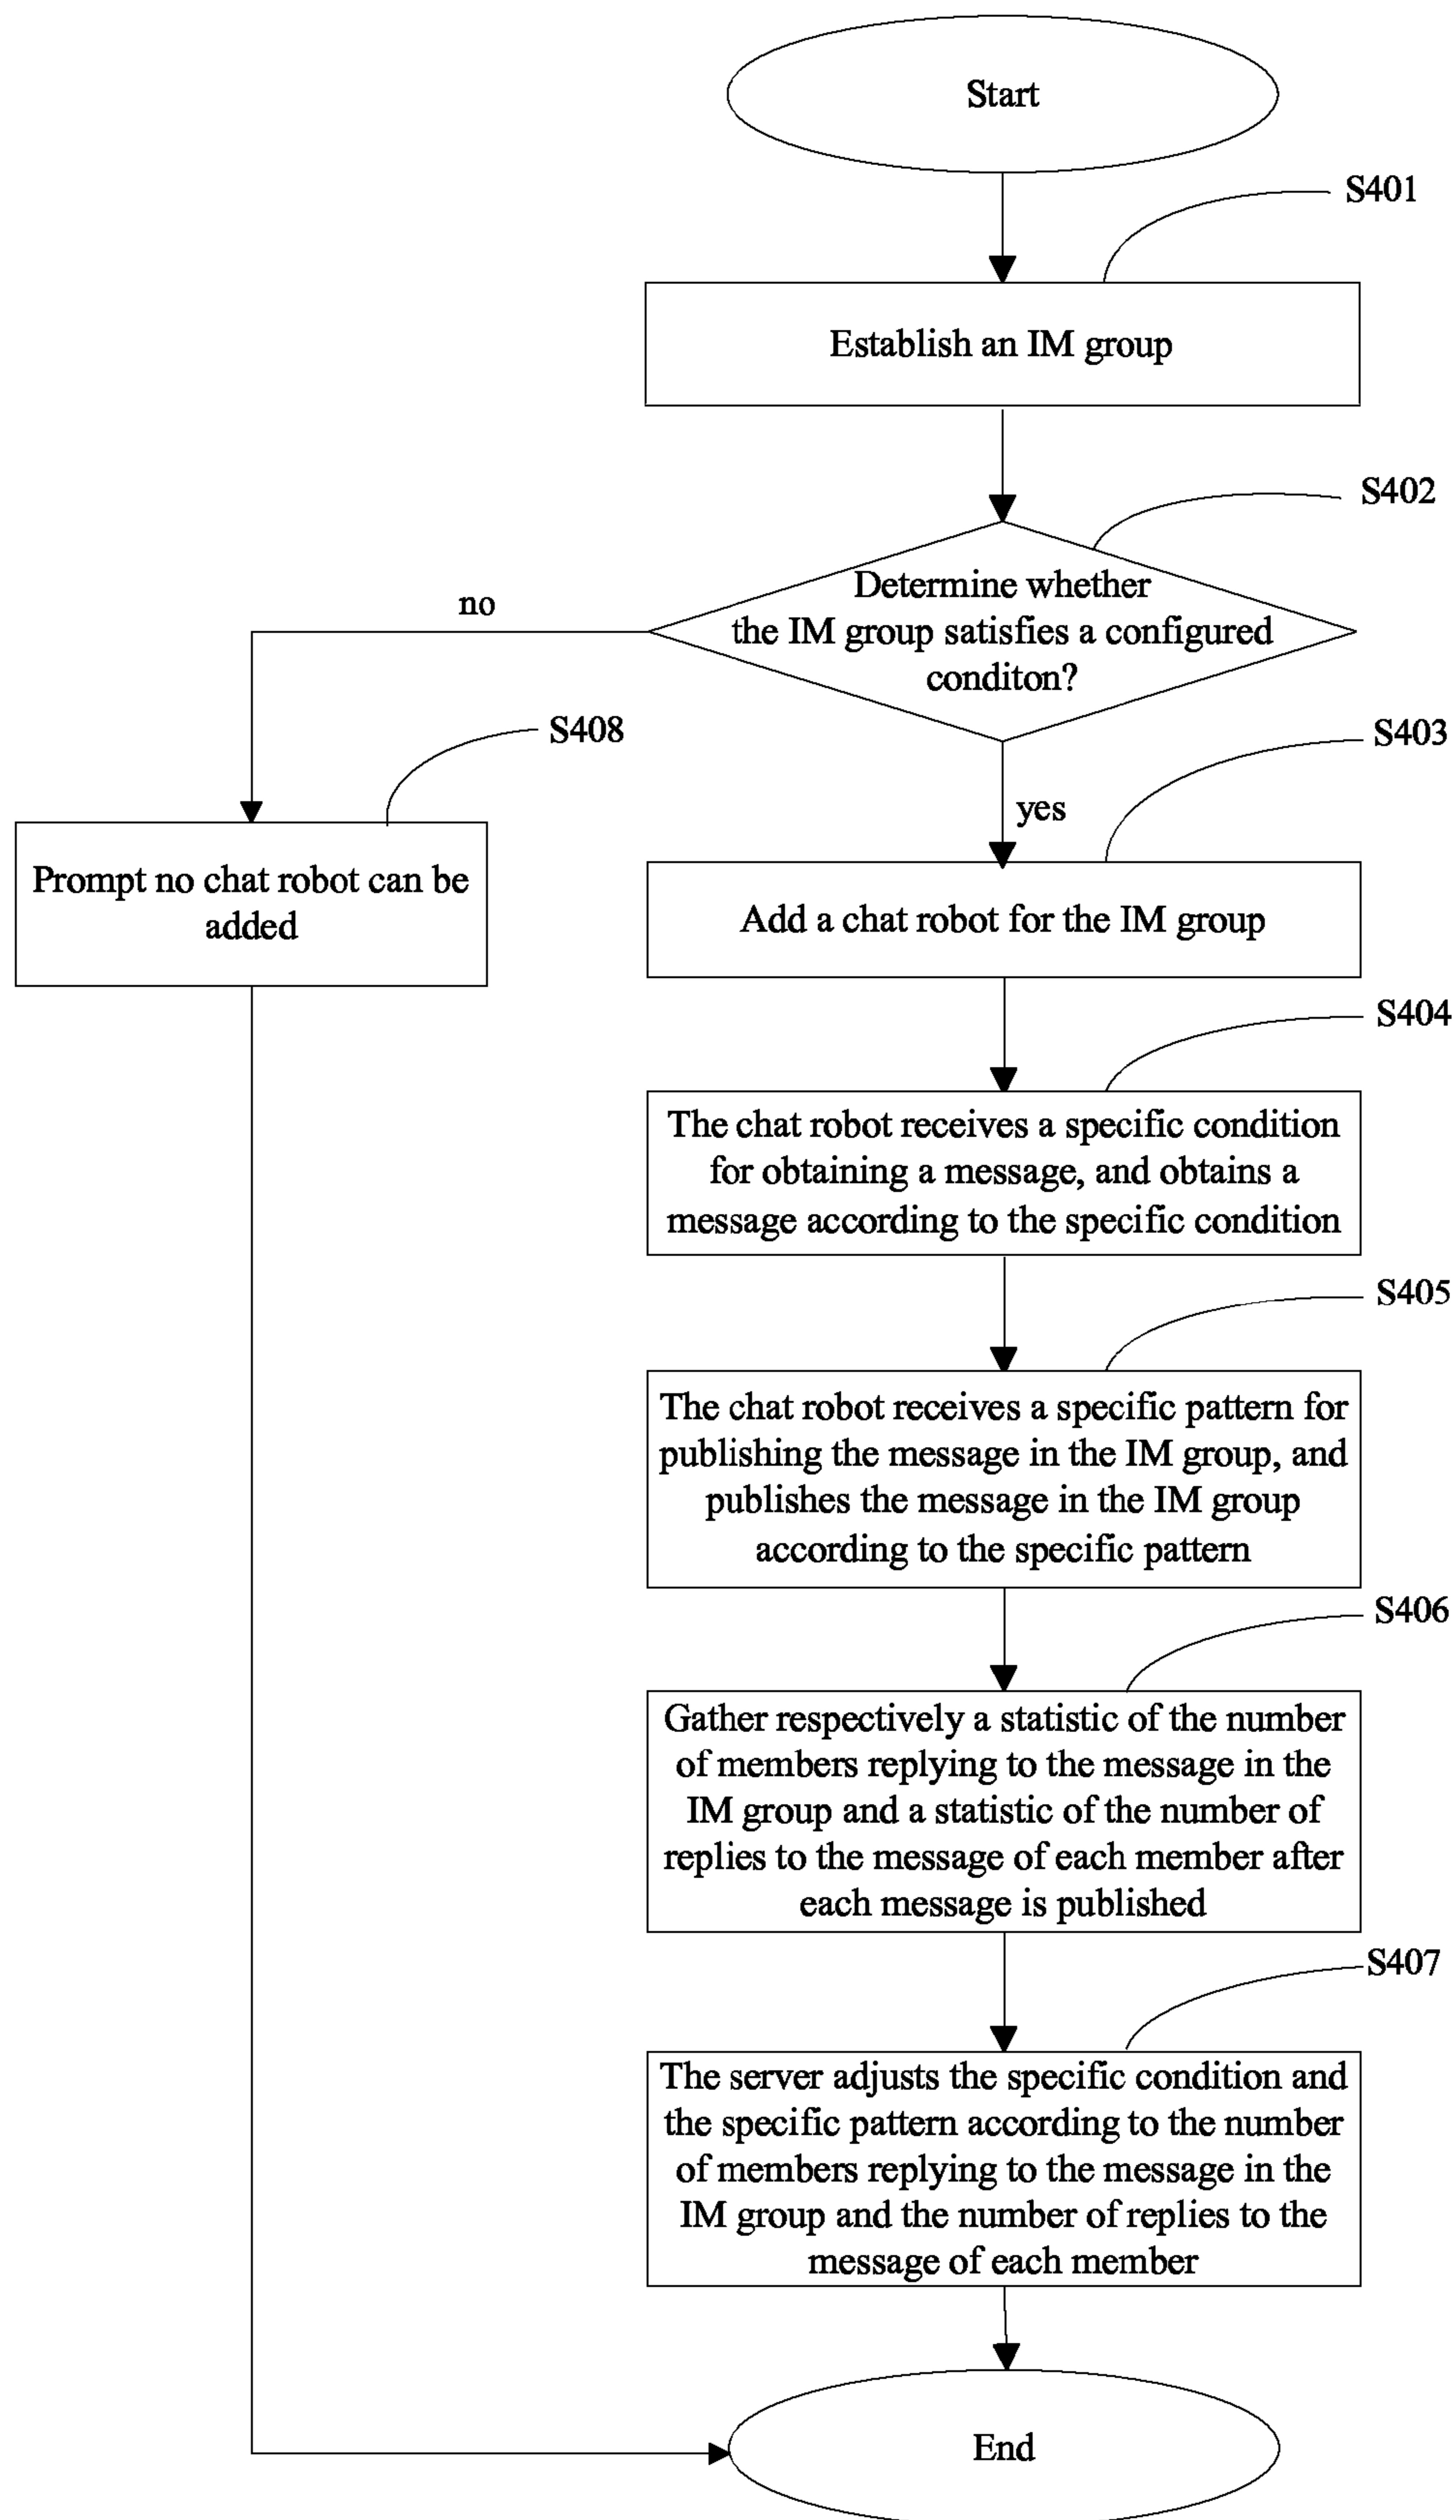 Start
S401
Establish an IM group
S402
Determine whether
the IM group satisfies a configured
conditon?
no
yes
S408
Prompt no chat robot can be
added
S403
Add a chat robot for the IM group
S404
The chat robot receives a specific condition
for obtaining a message, and obtains a
message according to the specific condition
S405
The chat robot receives a specific pattern for
publishing the message in the IM group, and
publishes the message in the IM group
according to the specific pattern
S406
Gather respectively a statistic of the number
of members replying to the message in the
IM group and a statistic of the number of
replies to the message of each member after
each message is published
S407
The server adjusts the specific condition and
the specific pattern according to the number
of members replying to the message in the
IM group and the number of replies to the
message of each member
End